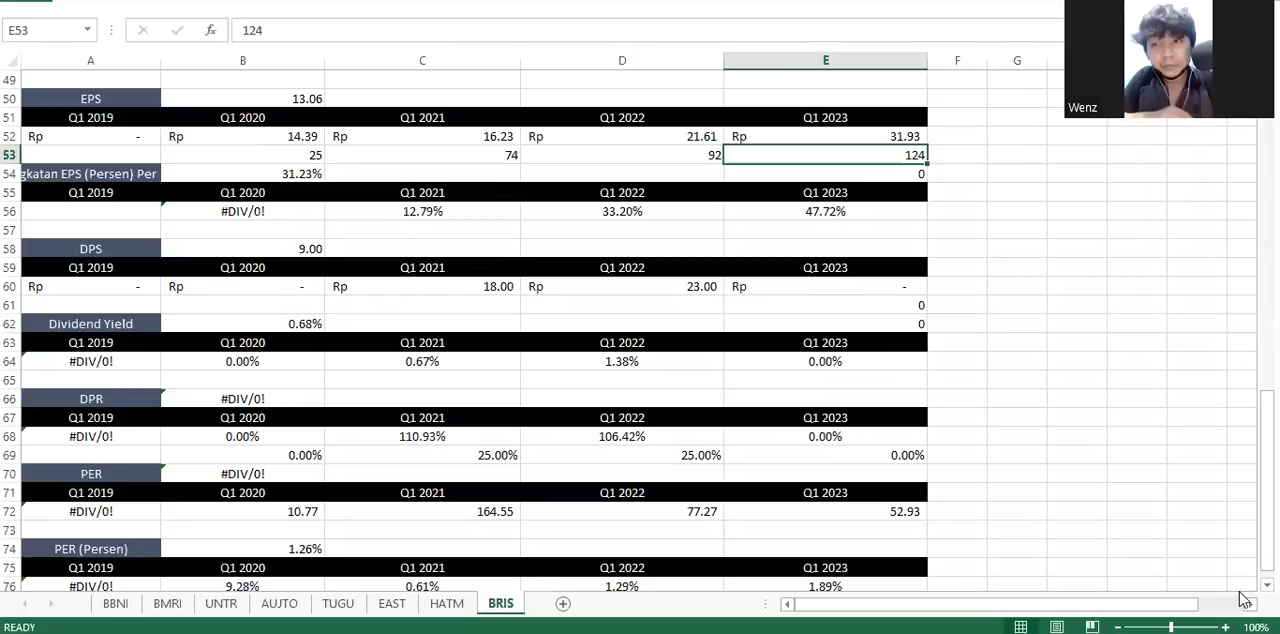 E53 fx 124
A B C D E F G
49
50 EPS 13.06
51 Q1 2019 Q1 2020 Q1 2021 Q1 2022 Q1 2023
52 Rp - Rp 14.39 Rp 16.23 Rp 21.61 Rp 31.93
53 25 74 92 124
54 gkatan EPS (Persen) Per 31.23% 0
55 Q1 2019 Q1 2020 Q1 2021 Q1 2022 Q1 2023
56 #DIV/0! 12.79% 33.20% 47.72%
57
58 DPS 9.00
59 Q1 2019 Q1 2020 Q1 2021 Q1 2022 Q1 2023
60 Rp - Rp - Rp 18.00 Rp 23.00 Rp -
61 0
62 Dividend Yield 0.68% 0
63 Q1 2019 Q1 2020 Q1 2021 Q1 2022 Q1 2023
64 #DIV/0! 0.00% 0.67% 1.38% 0.00%
65
66 DPR #DIV/0!
67 Q1 2019 Q1 2020 Q1 2021 Q1 2022 Q1 2023
68 #DIV/0! 0.00% 110.93% 106.42% 0.00%
69 0.00% 25.00% 25.00% 0.00%
70 PER #DIV/0!
71 Q1 2019 Q1 2020 Q1 2021 Q1 2022 Q1 2023
72 #DIV/0! 10.77 164.55 77.27 52.93
73
74 PER (Persen) 1.26%
75 Q1 2019 Q1 2020 Q1 2021 Q1 2022 Q1 2023
76 #DIV/0! 9.28% 0.61% 1.29% 1.89%
BBNI BMRI UNTR AUJTO TUGU EAST HATM BRIS
READY 100%
Wenz